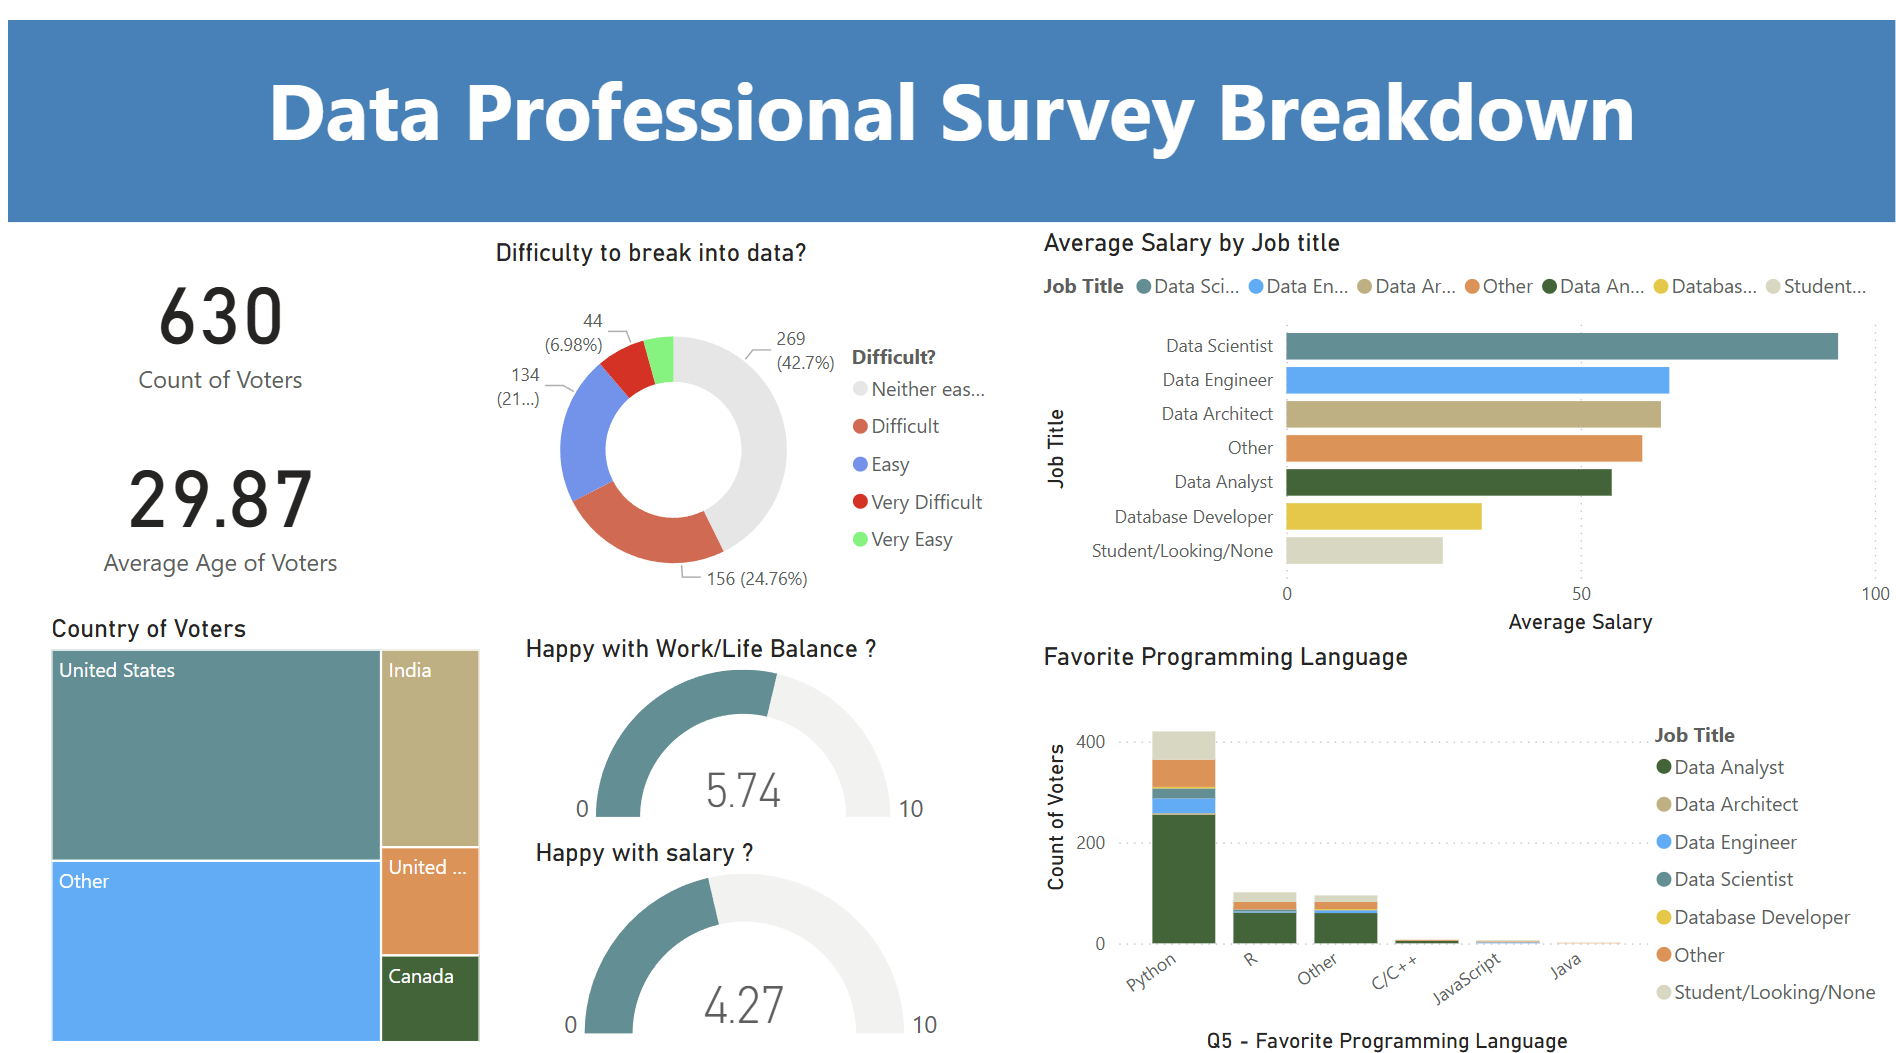 Data Professional Survey Breakdown
630
Count of Voters
29.87
Average Age of Voters
Difficulty to break into data?
44
(6.98%)
134
(21...)
269
(42.7%)
156 (24.76%)
Difficult?
Neither eas...
Difficult
Easy
Very Difficult
Very Easy
Average Salary by Job title
Job Title Data Sci... Data En... Data Ar... Other Data An... Databas... Student...
Job Title
Data Scientist
Data Engineer
Data Architect
Other
Data Analyst
Database Developer
Student/Looking/None
0 50 100
Average Salary
Country of Voters
United States
India
Other
United ...
Canada
Happy with Work/Life Balance ?
5.74
0 10
Happy with salary ?
4.27
0 10
Favorite Programming Language
Count of Voters
400
200
0
Python R Other C/C++ JavaScript Java
Q5 - Favorite Programming Language
Job Title
Data Analyst
Data Architect
Data Engineer
Data Scientist
Database Developer
Other
Student/Looking/None